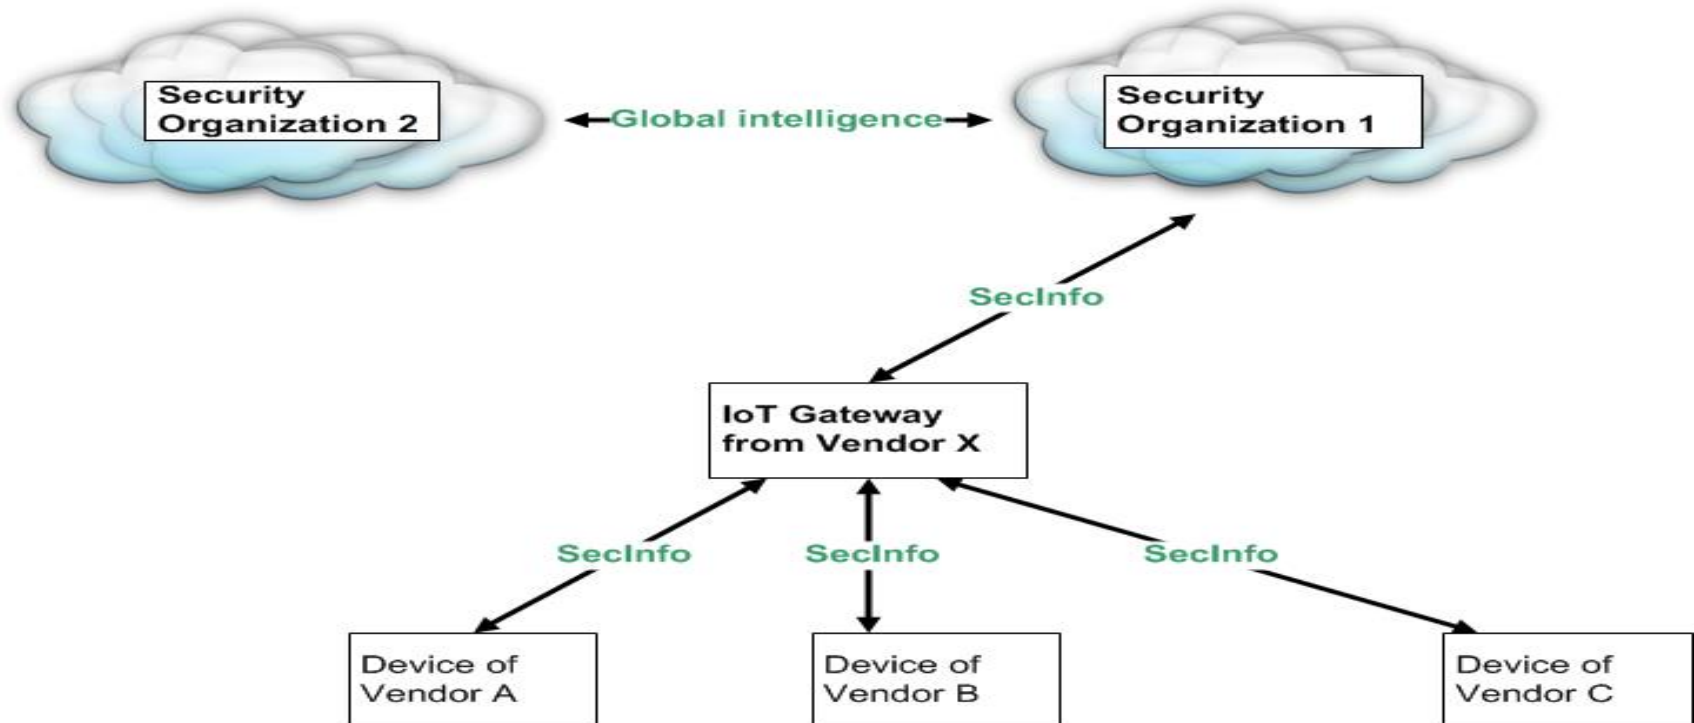 Security
Organization 2
Global intelligence
Security
Organization 1
SecInfo
IoT Gateway
from Vendor X
SecInfo
SecInfo
SecInfo
Device of
Vendor A
Device of
Vendor B
Device of
Vendor C